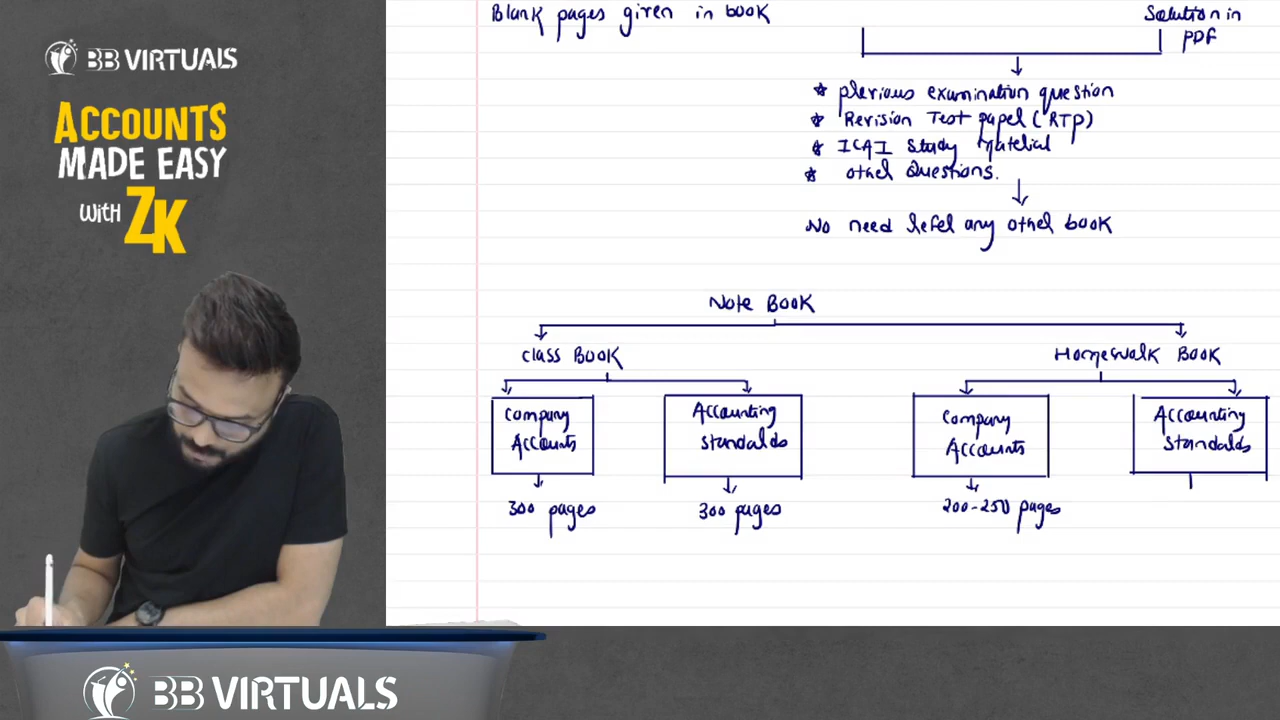 BB VIRTUALS
ACCOUNTS
MADE EASY
WITH ZK
Blank pages given in book
Solution in
PDF
* previous examination question
* Revision Test paper (RTP)
* ICAI Study Material
* other Questions.
No need refer any other book
Note Book
Class Book
Homework Book
Company
Accounts
Accounting
Standards
Company
Accounts
Accounting
Standards
300 pages
300 pages
200-250 pages
BB VIRTUALS